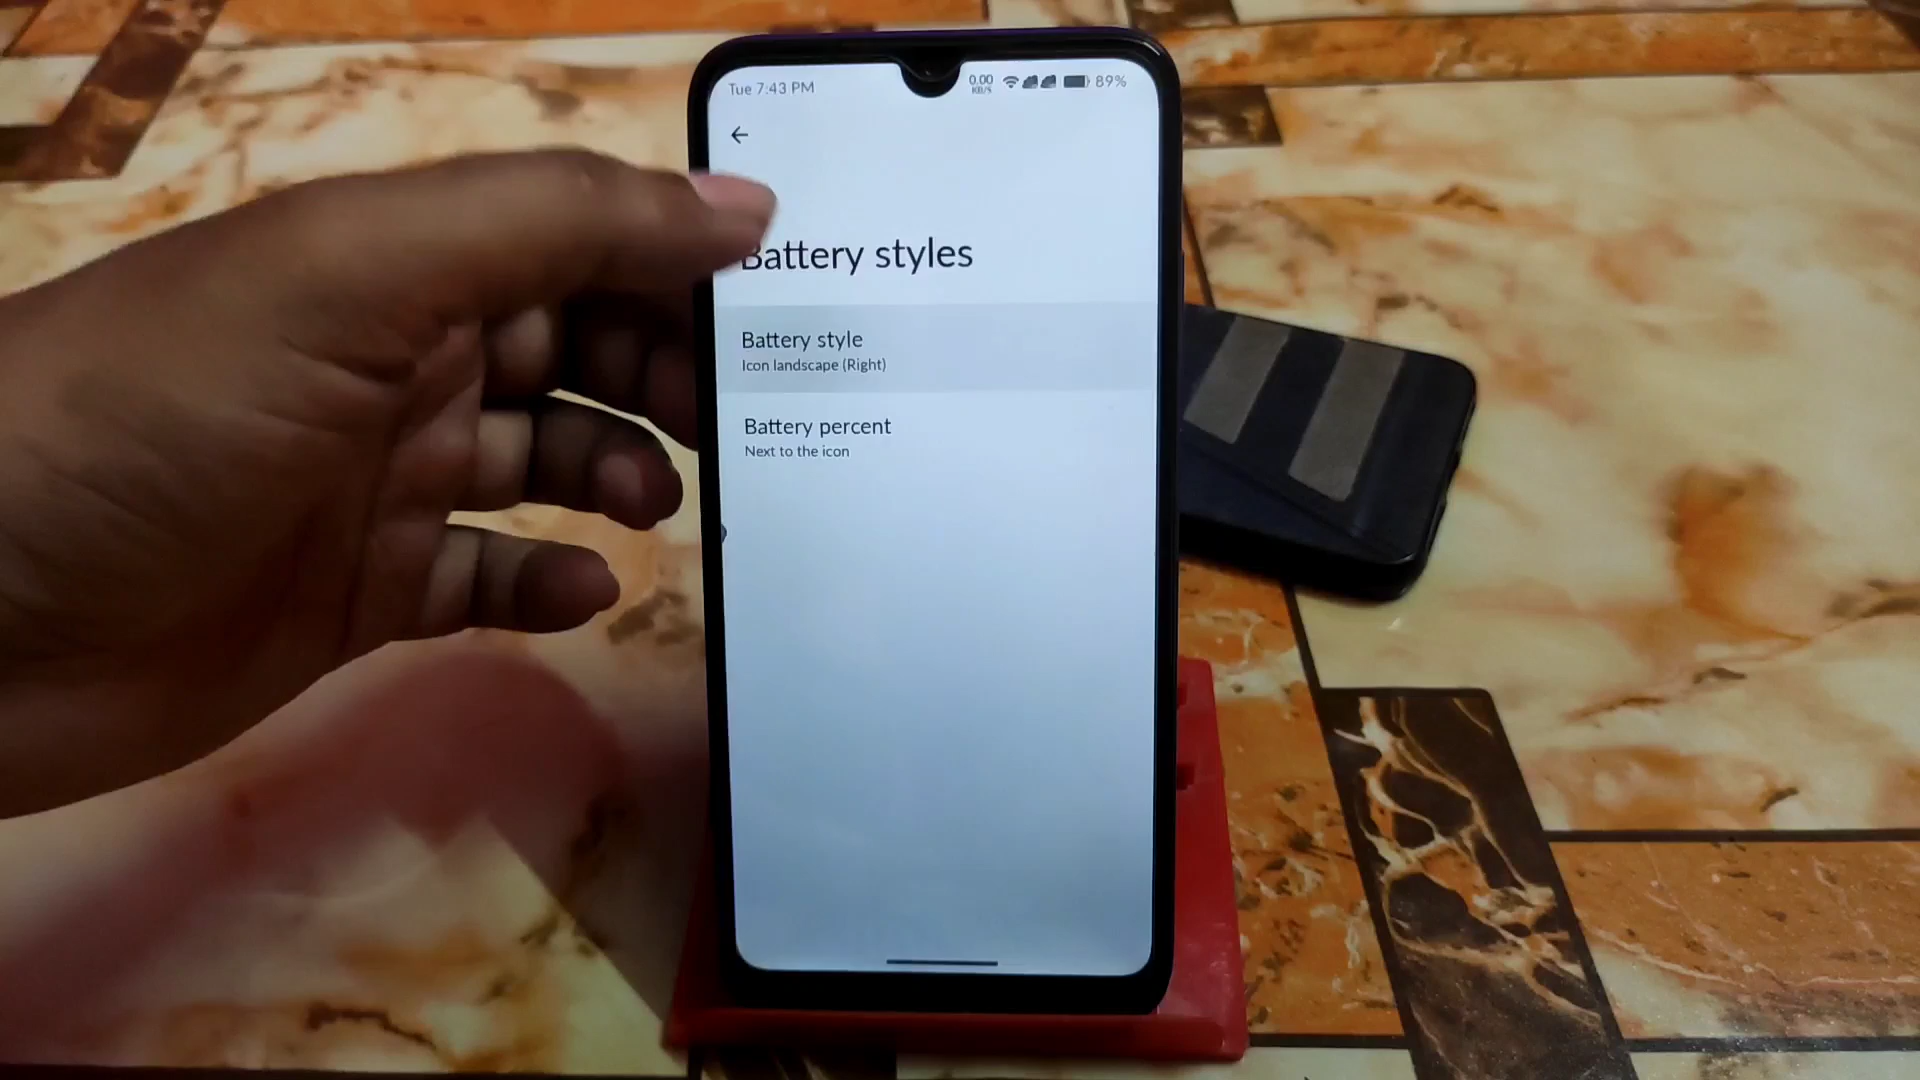 Tue 7:43 PM
0.00
KB/S
89%
Battery styles
Battery style
Icon landscape (Right)
Battery percent
Next to the icon